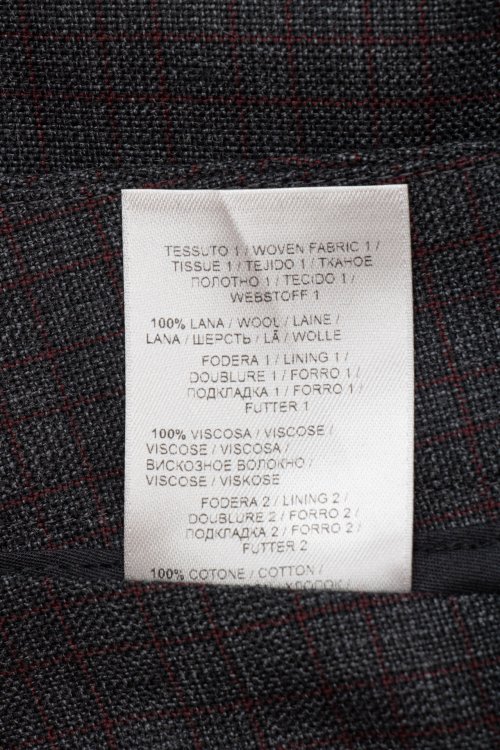 TESSUTO 1 / WOVEN FABRIC 1 /
TISSUE 1 / TEJIDO 1 / ТКАНОЕ
ПОЛОТНО 1 / TECIDO 1 /
WEBSTOFF 1
100% LANA / WOOL / LAINE /
LANA / ШЕРСТЬ / LÃ / WOLLE
FODERA 1 / LINING 1 /
DOUBLURE 1 / FORRO 1 /
ПОДКЛАДКА 1 / FORRO 1 /
FUTTER 1
100% VISCOSA / VISCOSE /
VISCOSE / VISCOSA /
ВИСКОЗНОЕ ВОЛОКНО /
VISCOSE / VISKOSE
FODERA 2 / LINING 2 /
DOUBLURE 2 / FORRO 2 /
ПОДКЛАДКА 2 / FORRO 2 /
FUTTER 2
100% COTONE / COTTON /